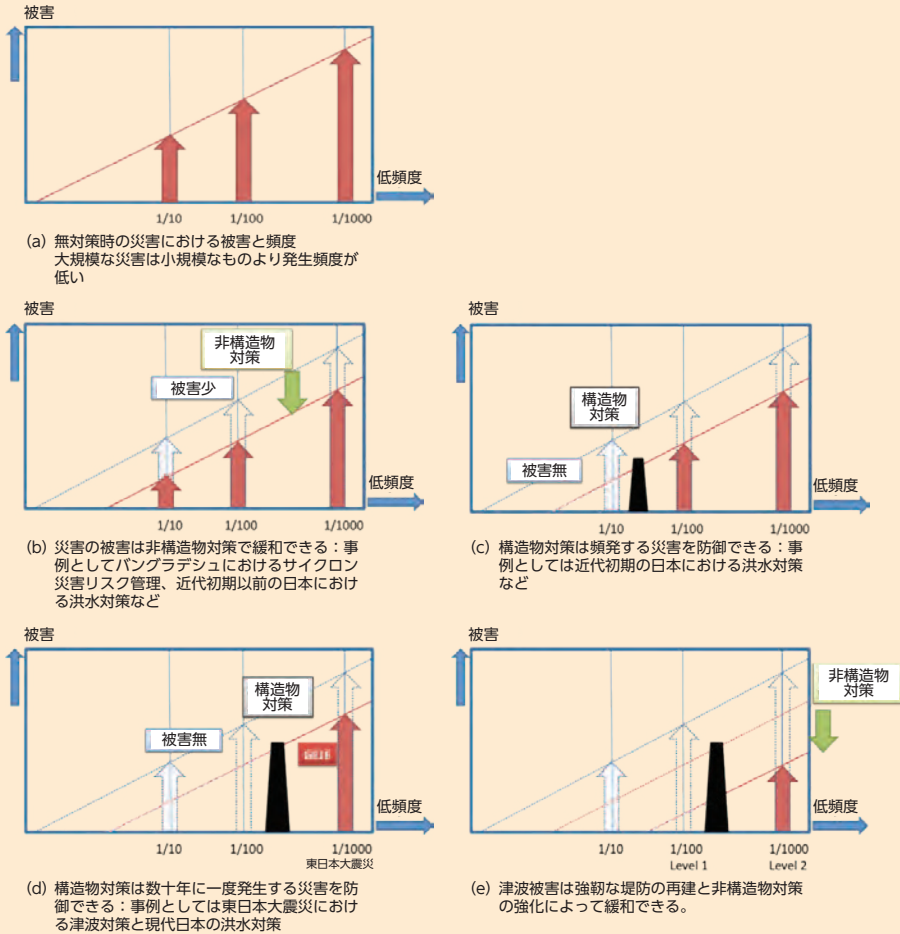 被害
低頻度
1/10
1/100
1/1000
(a) 無対策時の災害における被害と頻度
大規模な災害は小規模なものより発生頻度が
低い
被害
非構造物
対策
被害少
低頻度
1/10
1/100
1/1000
(b) 災害の被害は非構造物対策で緩和できる：事
例としてバングラデシュにおけるサイクロン
災害リスク管理、近代初期以前の日本におけ
る洪水対策など
被害
構造物
対策
被害無
低頻度
1/10
1/100
1/1000
(c) 構造物対策は頻発する災害を防御できる：事
例としては近代初期の日本における洪水対策
など
被害
構造物
対策
被害無
低頻度
1/10
1/100
1/1000
東日本大震災
(d) 構造物対策は数十年に一度発生する災害を防
御できる：事例としては東日本大震災におけ
る津波対策と現代日本の洪水対策
被害
非構造物
対策
低頻度
1/10
1/100
1/1000
Level 1
Level 2
(e) 津波被害は強靭な堤防の再建と非構造物対策
の強化によって緩和できる。